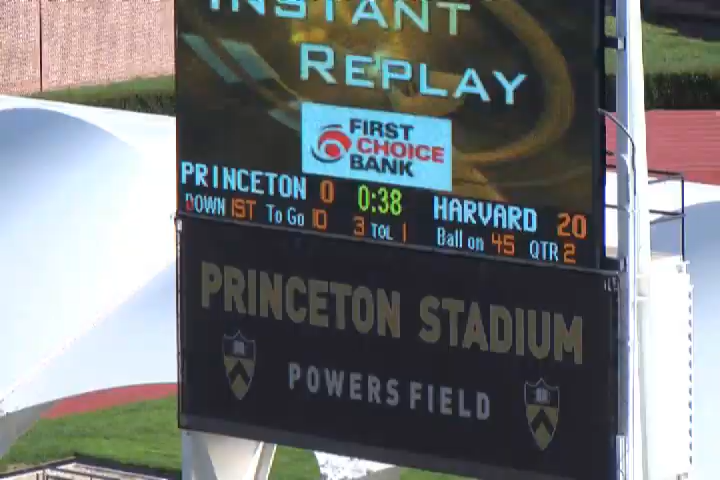 INSTANT
REPLAY
FIRST
CHOICE
BANK
PRINCETON 0 0:38 HARVARD 20
DOWN 1ST To Go 10 3 TOL 1 Ball on 45 QTR 2
PRINCETON STADIUM
POWERS FIELD